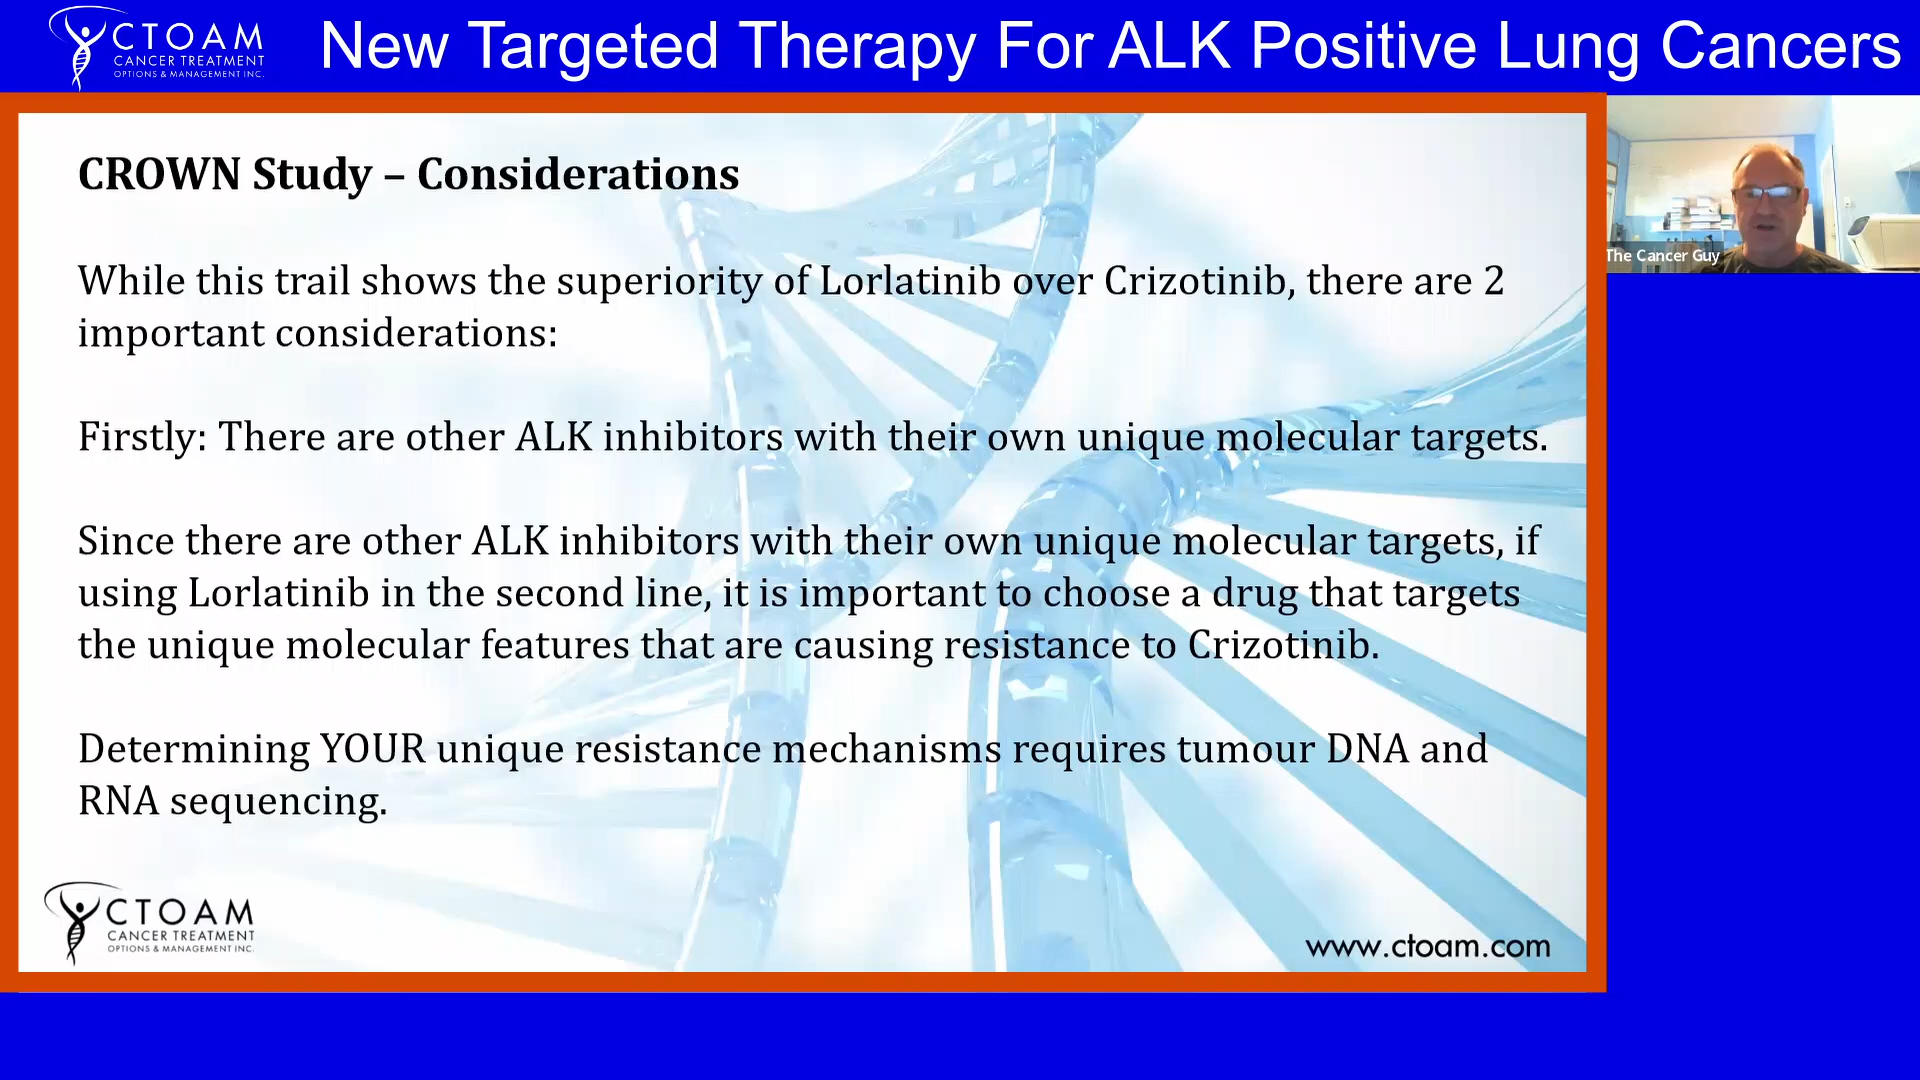 CTOAM
CANCER TREATMENT
OPTIONS & MANAGEMENT INC.
New Targeted Therapy For ALK Positive Lung Cancers
CROWN Study – Considerations
While this trail shows the superiority of Lorlatinib over Crizotinib, there are 2
important considerations:
Firstly: There are other ALK inhibitors with their own unique molecular targets.
Since there are other ALK inhibitors with their own unique molecular targets, if
using Lorlatinib in the second line, it is important to choose a drug that targets
the unique molecular features that are causing resistance to Crizotinib.
Determining YOUR unique resistance mechanisms requires tumour DNA and
RNA sequencing.
CTOAM
CANCER TREATMENT
OPTIONS & MANAGEMENT INC.
www.ctoam.com
The Cancer Guy